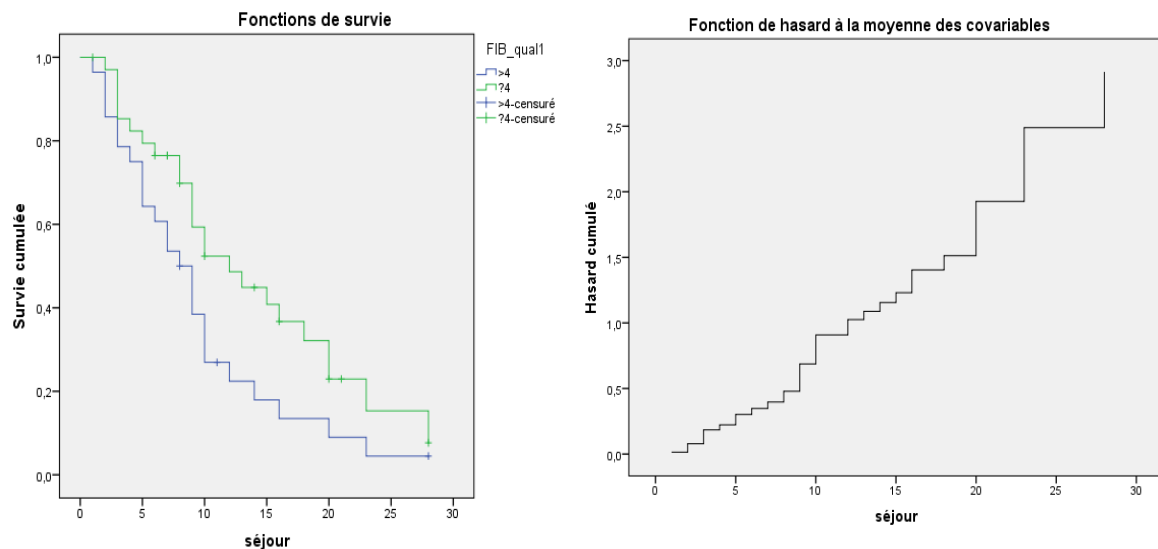 Fonctions de survie
FIB_qual1
>4
?4
>4-censuré
?4-censuré
1,0
0,8
0,6
0,4
0,2
0,0
Survie cumulée
0 5 10 15 20 25 30
séjour
Fonction de hasard à la moyenne des covariables
3,0
2,5
2,0
1,5
1,0
0,5
0,0
Hasard cumulé
0 5 10 15 20 25 30
séjour